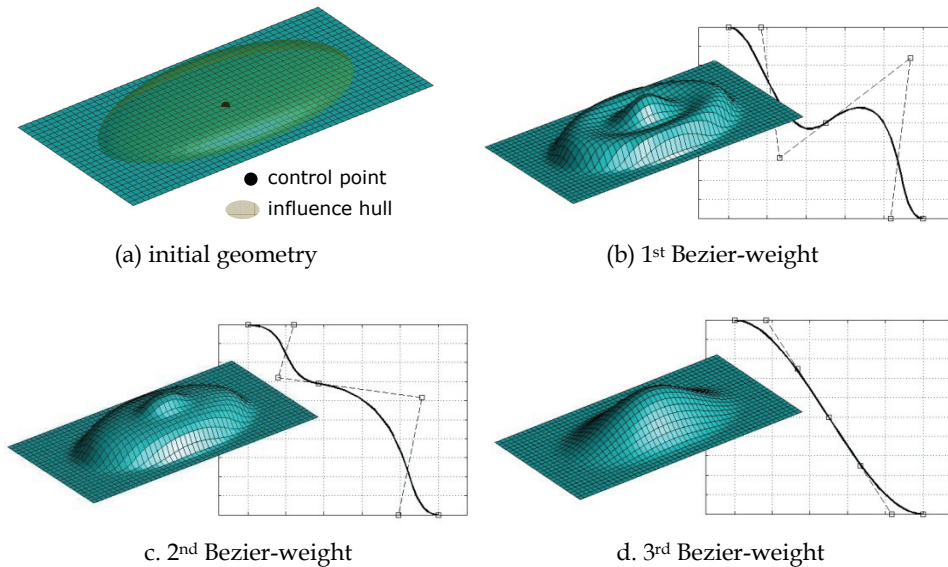 control point
influence hull
(a) initial geometry
(b) 1st Bezier-weight
c. 2nd Bezier-weight
d. 3rd Bezier-weight